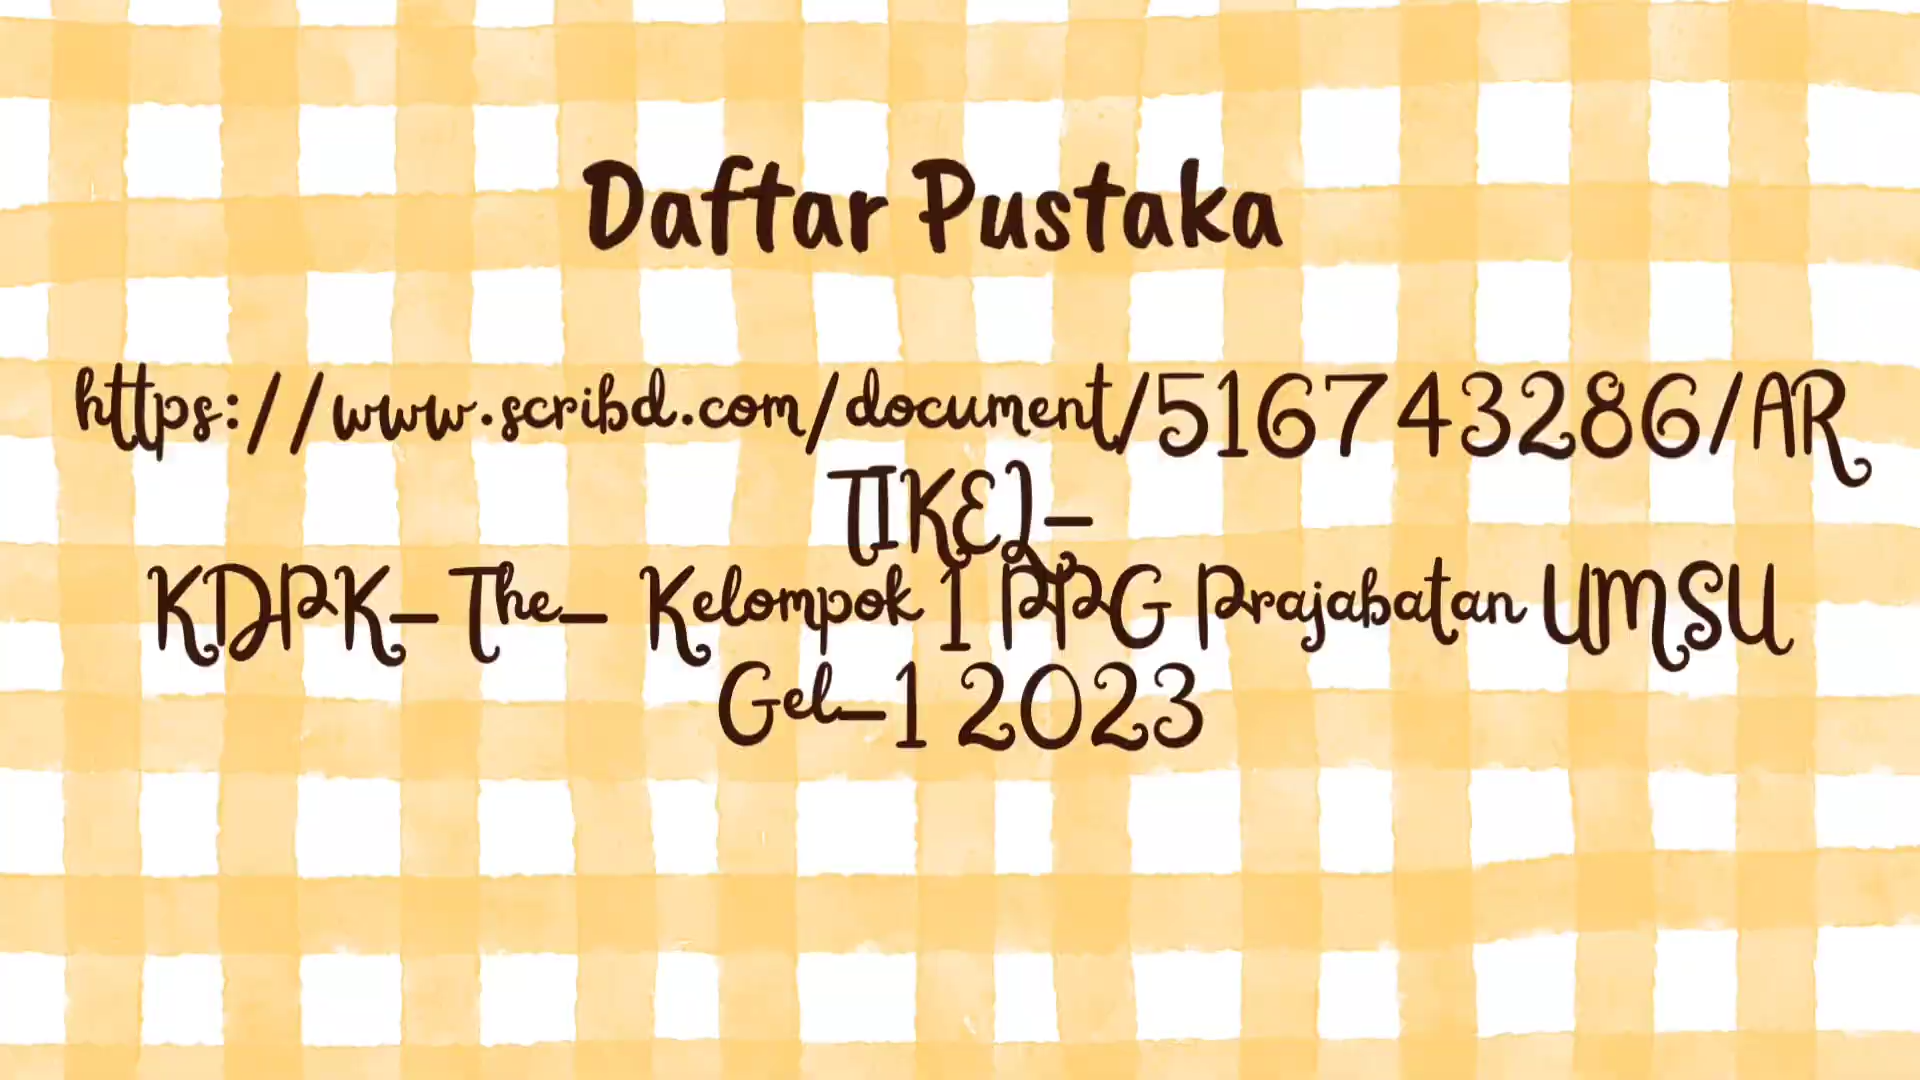 Daftar Pustaka
https://www.scribd.com/document/516743286/AR
TIKEL-
KDPK-The- Kelompok 1 PPG Prajabatan UMSU
Gel-1 2023